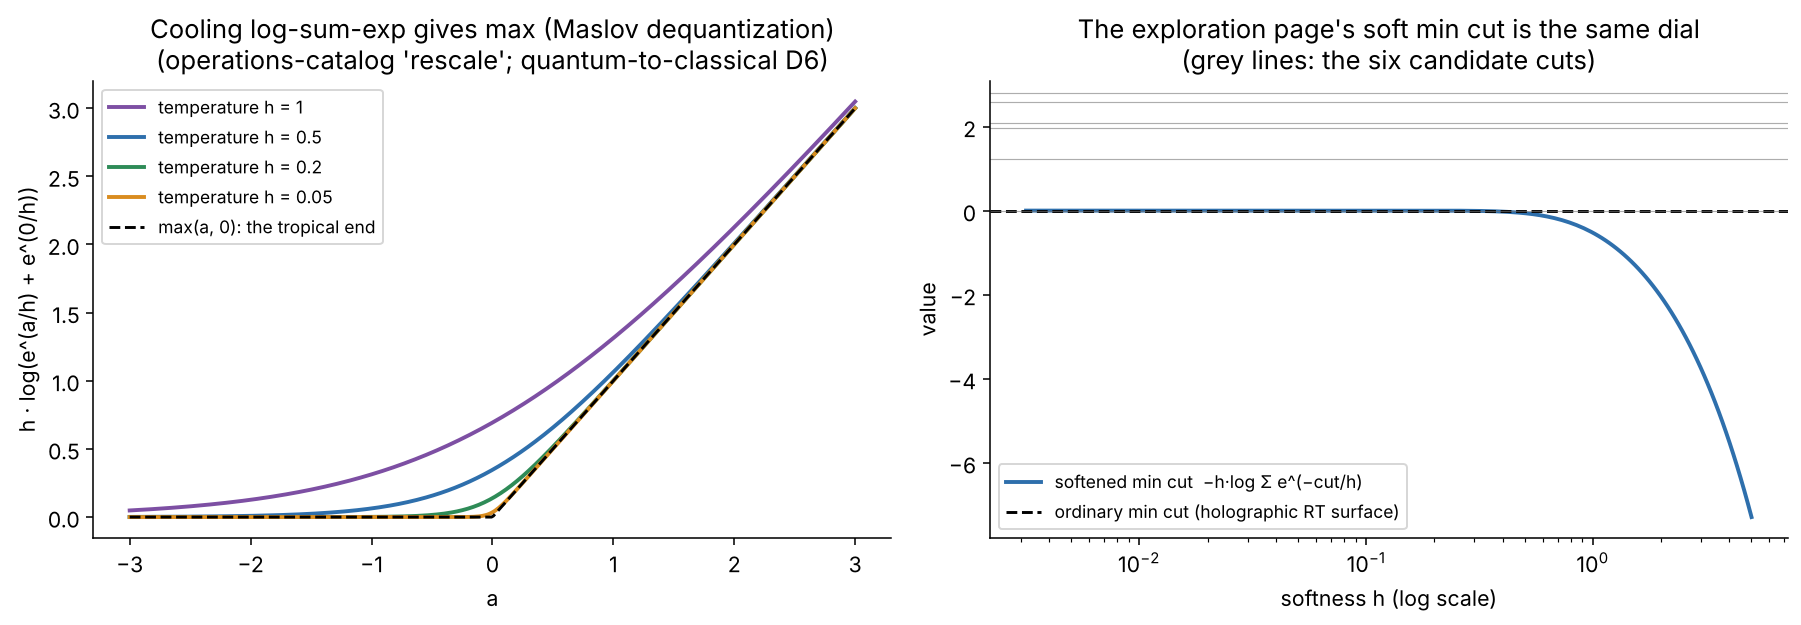 Cooling log-sum-exp gives max (Maslov dequantization)
(operations-catalog 'rescale'; quantum-to-classical D6)
h · log(e^(a/h) + e^(0/h))
3.0
2.5
2.0
1.5
1.0
0.5
0.0
temperature h = 1
temperature h = 0.5
temperature h = 0.2
temperature h = 0.05
max(a, 0): the tropical end
−3
−2
−1
0
1
2
3
a
The exploration page's soft min cut is the same dial
(grey lines: the six candidate cuts)
value
2
0
−2
−4
−6
softened min cut −h·log Σ e^(−cut/h)
ordinary min cut (holographic RT surface)
10⁻²
10⁻¹
10⁰
softness h (log scale)